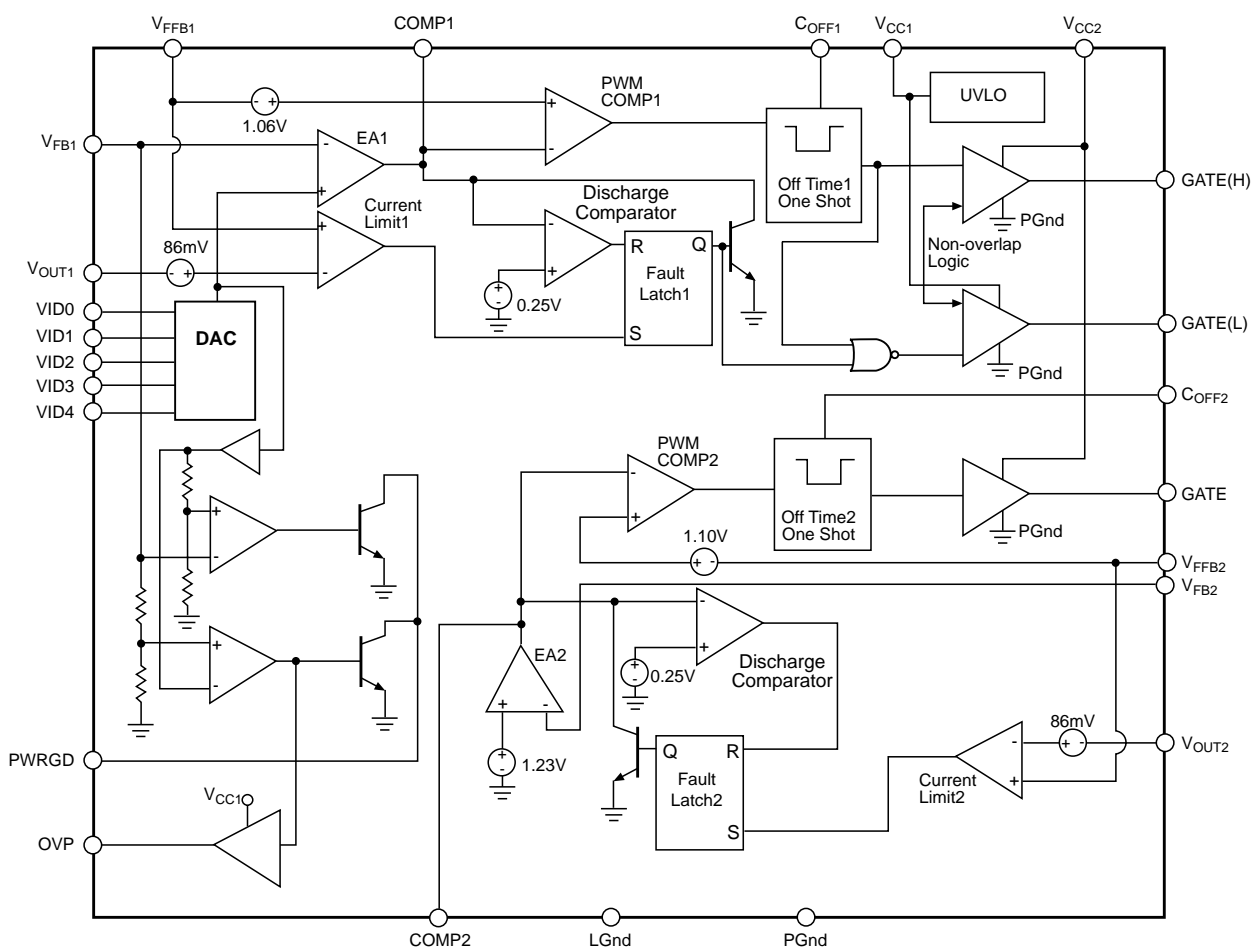 VFFB1
COMP1
COFF1
VCC1
VCC2
UVLO
PWM
COMP1
- +
1.06V
+
-
VFB1
EA1
-
+
Off Time1
One Shot
GATE(H)
PGnd
Discharge
Comparator
Current
Limit1
+
-
86mV
- +
VOUT1
-
+
R
Q
Fault
Latch1
S
Non-overlap
Logic
+
-
0.25V
VID0
VID1
VID2
VID3
VID4
DAC
GATE(L)
PGnd
COFF2
PWM
COMP2
-
+
Off Time2
One Shot
GATE
PGnd
+
-
1.10V
+ -
VFFB2
VFB2
+
-
EA2
+
-
-
+
+
-
0.25V
Discharge
Comparator
+
-
1.23V
Q
R
Fault
Latch2
S
86mV
+ -
VOUT2
-
+
Current
Limit2
PWRGD
VCC1
OVP
COMP2
LGnd
PGnd